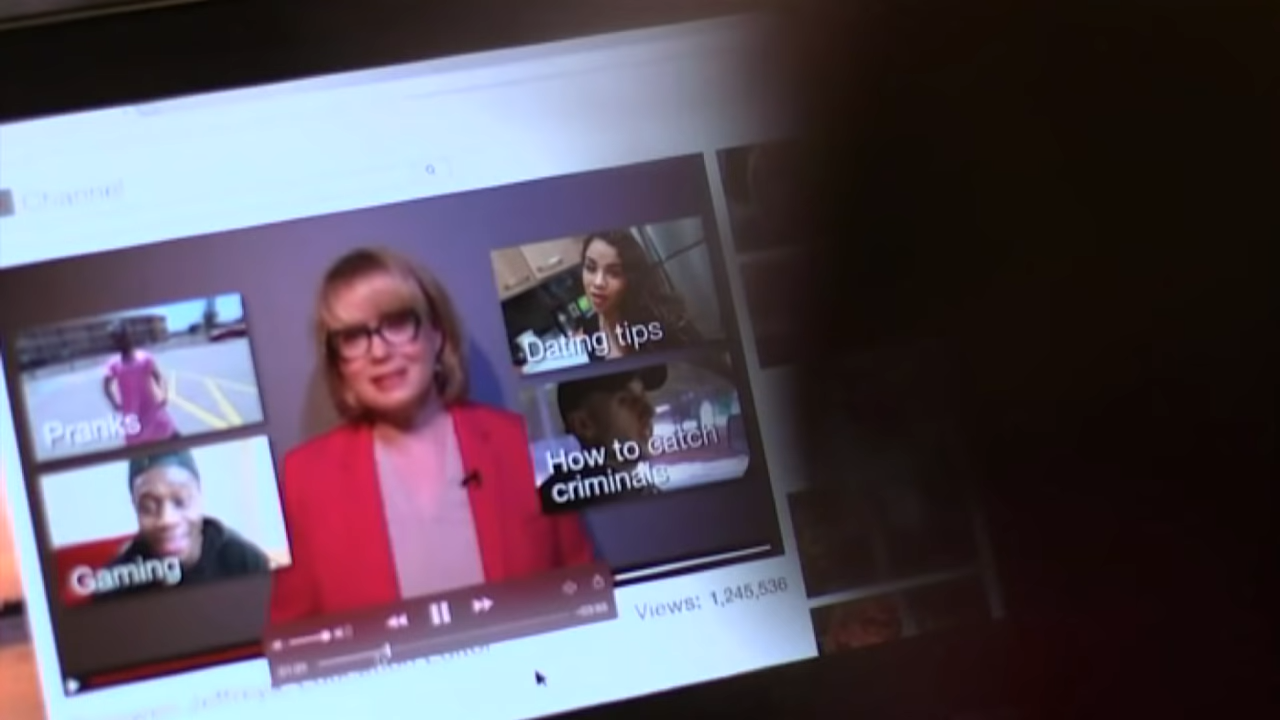 Channel
Pranks
Gaming
Dating tips
How to catch
criminals
Views: 1,245,536